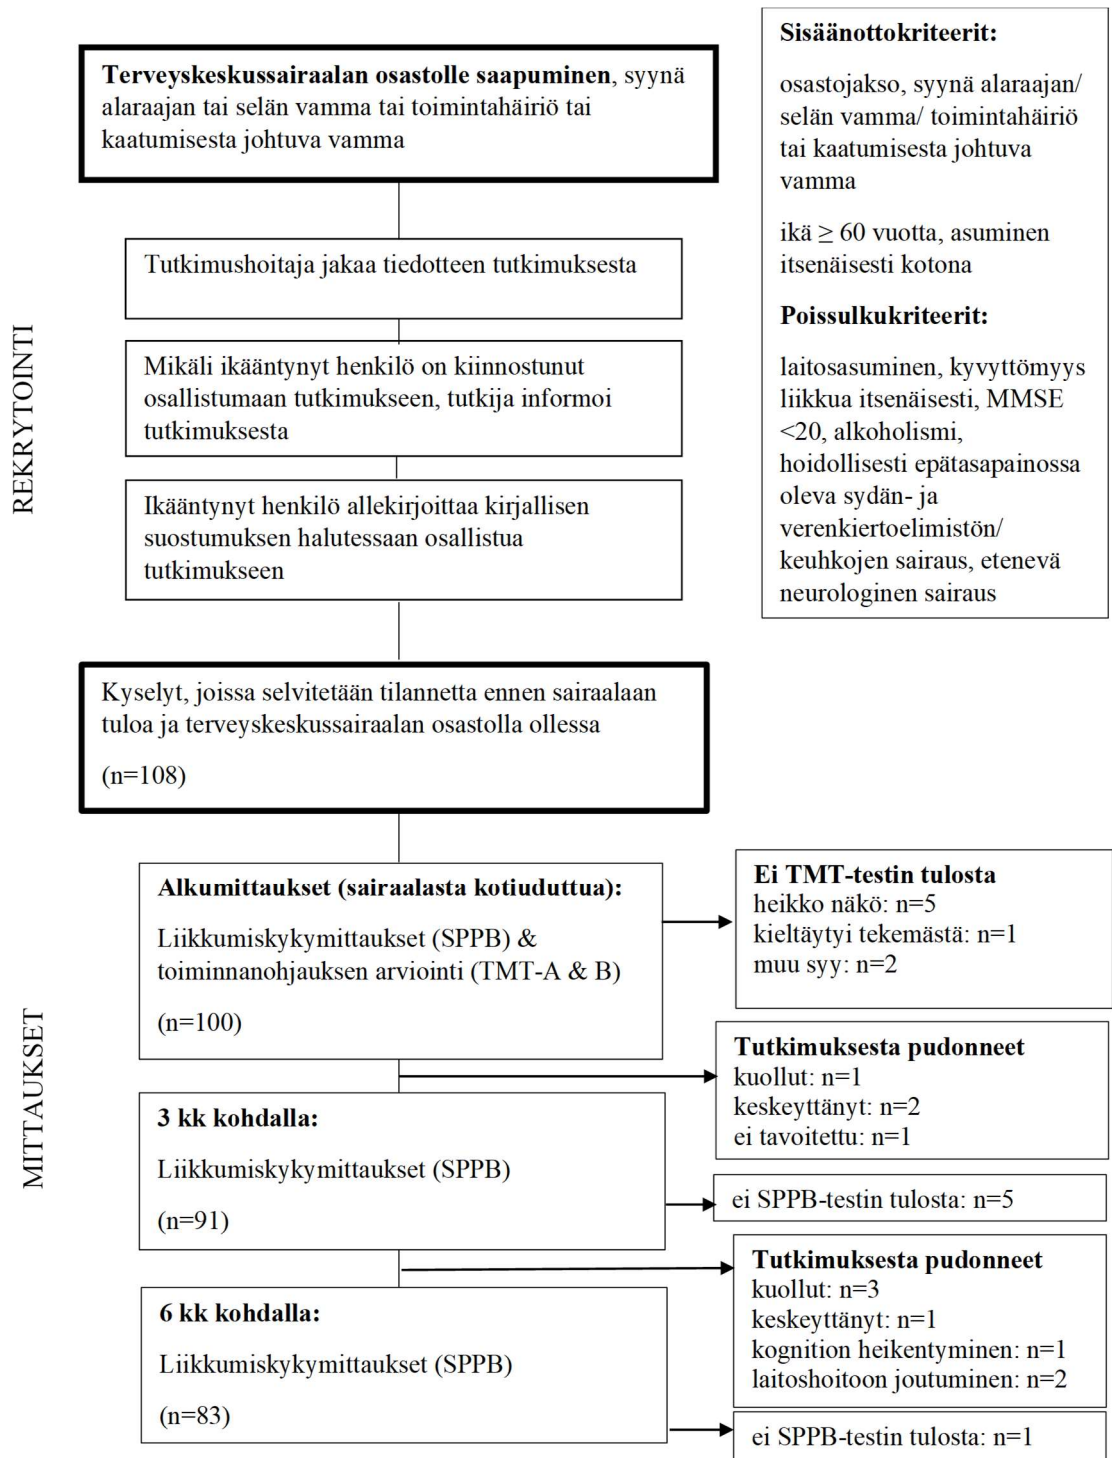 Terveyskeskussairaalan osastolle saapuminen, syynä
alaraajan tai selän vamma tai toimintahäiriö tai
kaatumisesta johtuva vamma
Sisäänottokriteerit:
osastojakso, syynä alaraajan/
selän vamma/ toimintahäiriö
tai kaatumisesta johtuva
vamma
ikä ≥ 60 vuotta, asuminen
itsenäisesti kotona
Poissulkukriteerit:
laitosasuminen, kyvyttömyys
liikkua itsenäisesti, MMSE
<20, alkoholismi,
hoidollisesti epätasapainossa
oleva sydän- ja
verenkiertoelimistön/
keuhkojen sairaus, etenevä
neurologinen sairaus
REKRYTOINTI
Tutkimushoitaja jakaa tiedotteen tutkimuksesta
Mikäli ikääntynyt henkilö on kiinnostunut
osallistumaan tutkimukseen, tutkija informoi
tutkimuksesta
Ikääntynyt henkilö allekirjoittaa kirjallisen
suostumuksen halutessaan osallistua
tutkimukseen
Kyselyt, joissa selvitetään tilannetta ennen sairaalaan
tuloa ja terveyskeskussairaalan osastolla ollessa
(n=108)
MITTAUKSET
Alkumittaukset (sairaalasta kotiuduttua):
Liikkumiskykymittaukset (SPPB) &
toiminnanohjauksen arviointi (TMT-A & B)
(n=100)
Ei TMT-testin tulosta
heikko näkö: n=5
kieltäytyi tekemästä: n=1
muu syy: n=2
Tutkimuksesta pudonneet
kuollut: n=1
keskeyttänyt: n=2
ei tavoitettu: n=1
3 kk kohdalla:
Liikkumiskykymittaukset (SPPB)
(n=91)
ei SPPB-testin tulosta: n=5
Tutkimuksesta pudonneet
kuollut: n=3
keskeyttänyt: n=1
kognition heikentyminen: n=1
laitoshoitoon joutuminen: n=2
6 kk kohdalla:
Liikkumiskykymittaukset (SPPB)
(n=83)
ei SPPB-testin tulosta: n=1